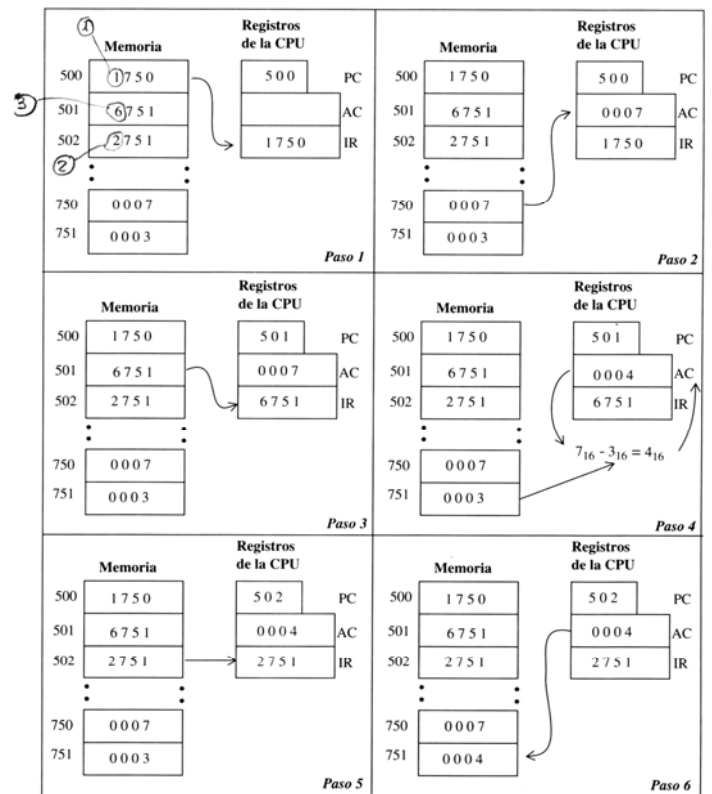 ①
Memoria
Registros
de la CPU
500 1750 500 PC
③ 501 6751 AC
502 2751 1750 IR
②
750 0007
751 0003
Paso 1
Memoria
Registros
de la CPU
500 1750 500 PC
501 6751 0007 AC
502 2751 1750 IR
750 0007
751 0003
Paso 2
Memoria
Registros
de la CPU
500 1750 501 PC
501 6751 0007 AC
502 2751 6751 IR
750 0007
751 0003
Paso 3
Memoria
Registros
de la CPU
500 1750 501 PC
501 6751 0004 AC
502 2751 6751 IR
7₁₆ - 3₁₆ = 4₁₆
750 0007
751 0003
Paso 4
Memoria
Registros
de la CPU
500 1750 502 PC
501 6751 0004 AC
502 2751 2751 IR
750 0007
751 0003
Paso 5
Memoria
Registros
de la CPU
500 1750 502 PC
501 6751 0004 AC
502 2751 2751 IR
750 0007
751 0004
Paso 6